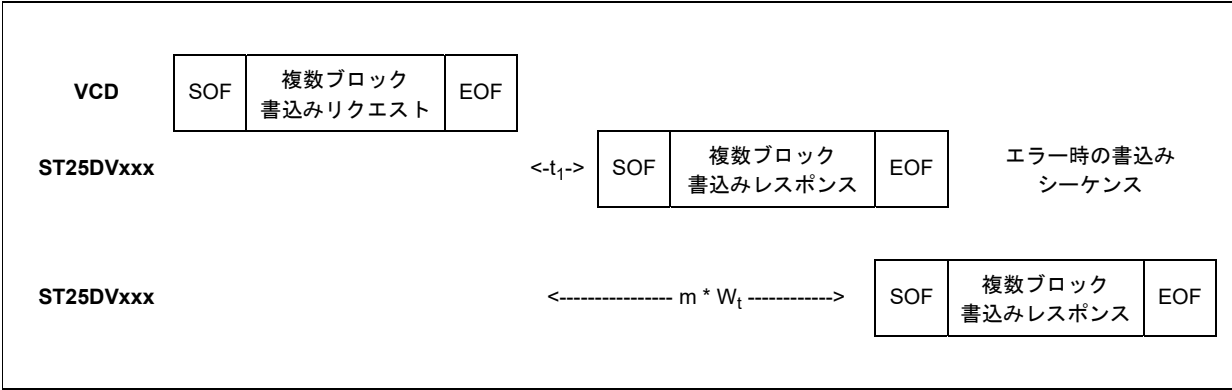 VCD
SOF
複数ブロック
書込みリクエスト
EOF
ST25DVxxx
<-t1->
SOF
複数ブロック
書込みレスポンス
EOF
エラー時の書込み
シーケンス
ST25DVxxx
<---------------- m * Wt ------------>
SOF
複数ブロック
書込みレスポンス
EOF